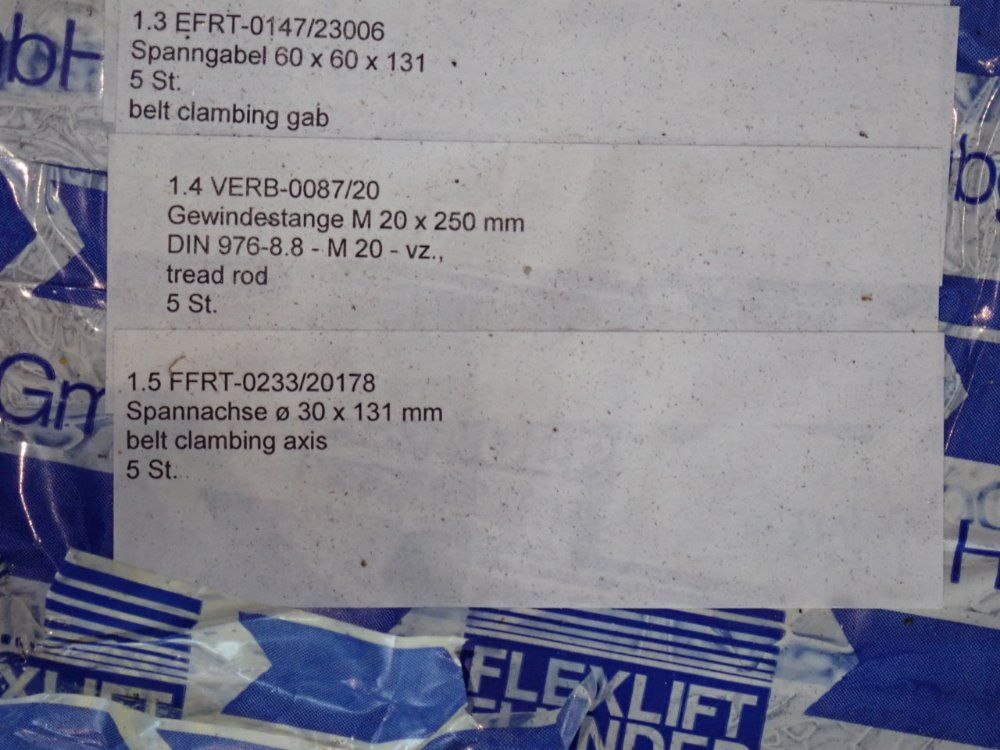 1.3 EFRT-0147/23006
Spanngabel 60 x 60 x 131
5 St.
belt clambing gab
1.4 VERB-0087/20
Gewindestange M 20 x 250 mm
DIN 976-8.8 - M 20 - vz.,
tread rod
5 St.
1.5 FFRT-0233/20178
Spannachse ø 30 x 131 mm
belt clambing axis
5 St.
FLEXLIFT